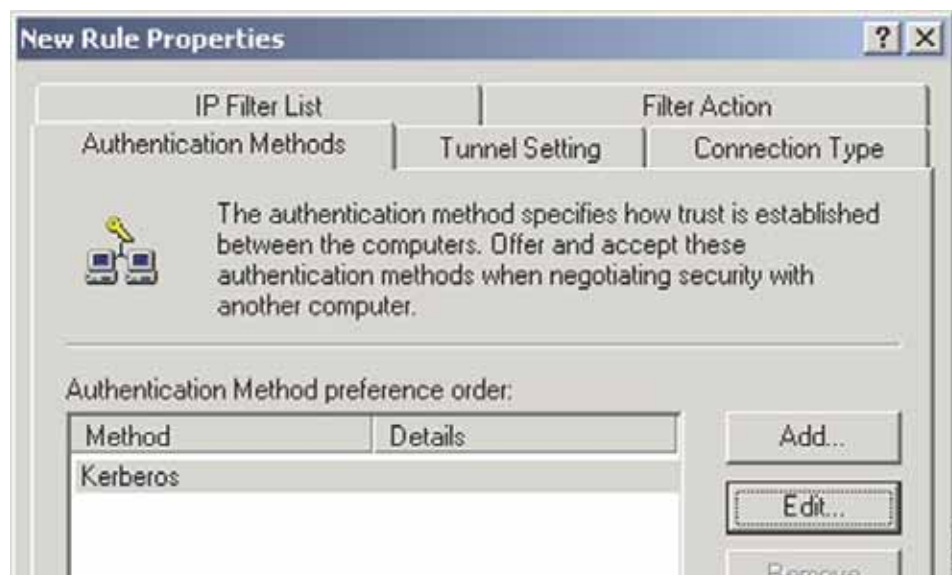 New Rule Properties
IP Filter List
Filter Action
Authentication Methods
Tunnel Setting
Connection Type
The authentication method specifies how trust is established
between the computers. Offer and accept these
authentication methods when negotiating security with
another computer.
Authentication Method preference order:
Method
Details
Add...
Kerberos
Edit...
Remove